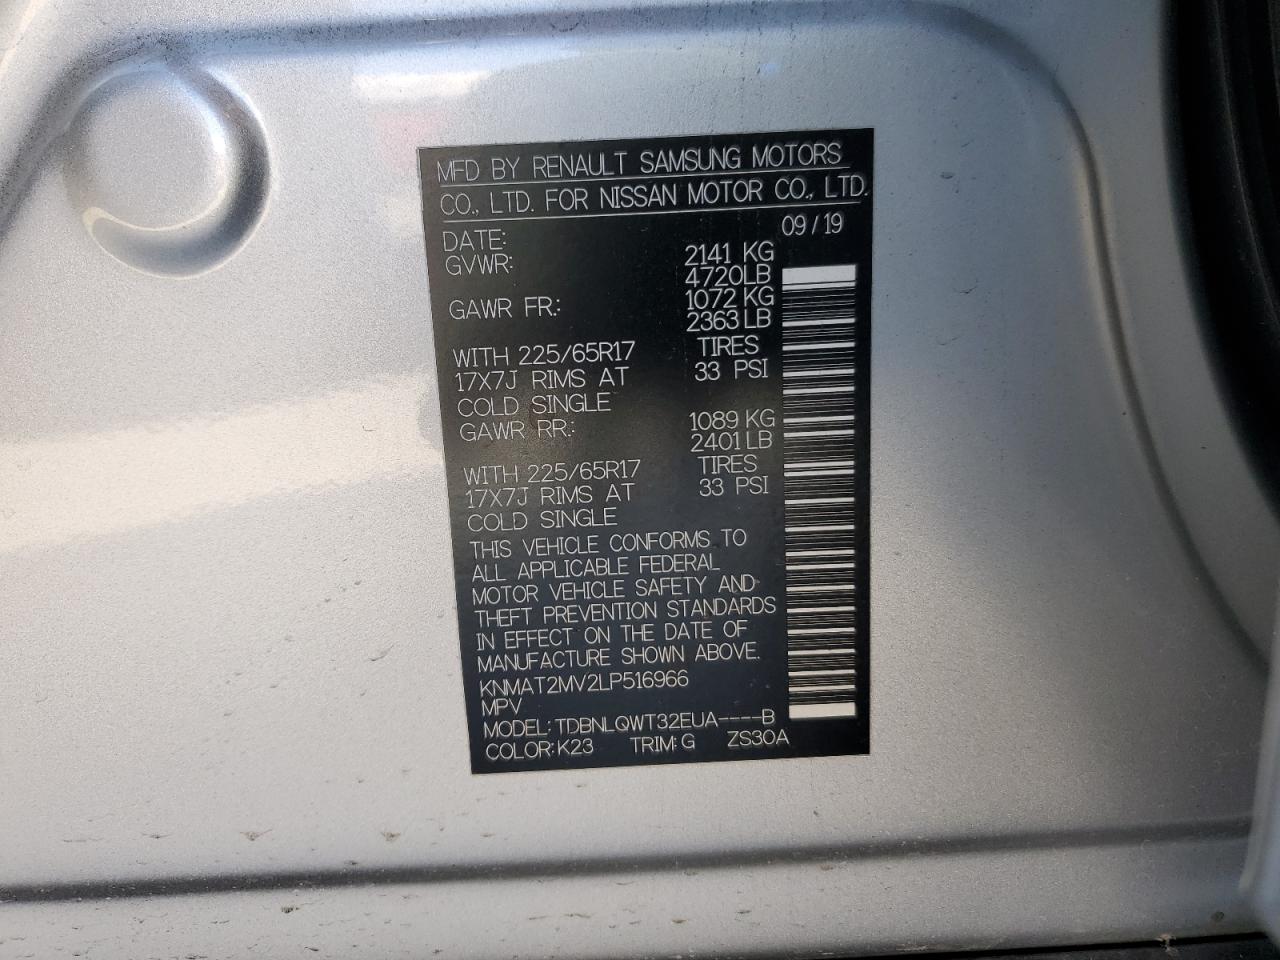 MFD BY RENAULT SAMSUNG MOTORS
CO., LTD. FOR NISSAN MOTOR CO., LTD.
DATE: 09/19
GVWR: 2141 KG
4720LB
GAWR FR.: 1072 KG
2363LB
WITH 225/65R17 TIRES
17X7J RIMS AT 33 PSI
COLD SINGLE
GAWR RR.: 1089 KG
2401LB
WITH 225/65R17 TIRES
17X7J RIMS AT 33 PSI
COLD SINGLE
THIS VEHICLE CONFORMS TO
ALL APPLICABLE FEDERAL
MOTOR VEHICLE SAFETY AND
THEFT PREVENTION STANDARDS
IN EFFECT ON THE DATE OF
MANUFACTURE SHOWN ABOVE.
KNMAT2MV2LP516966
MPV
MODEL: TDBNLQWT32EUA----B
COLOR: K23 TRIM: G ZS30A